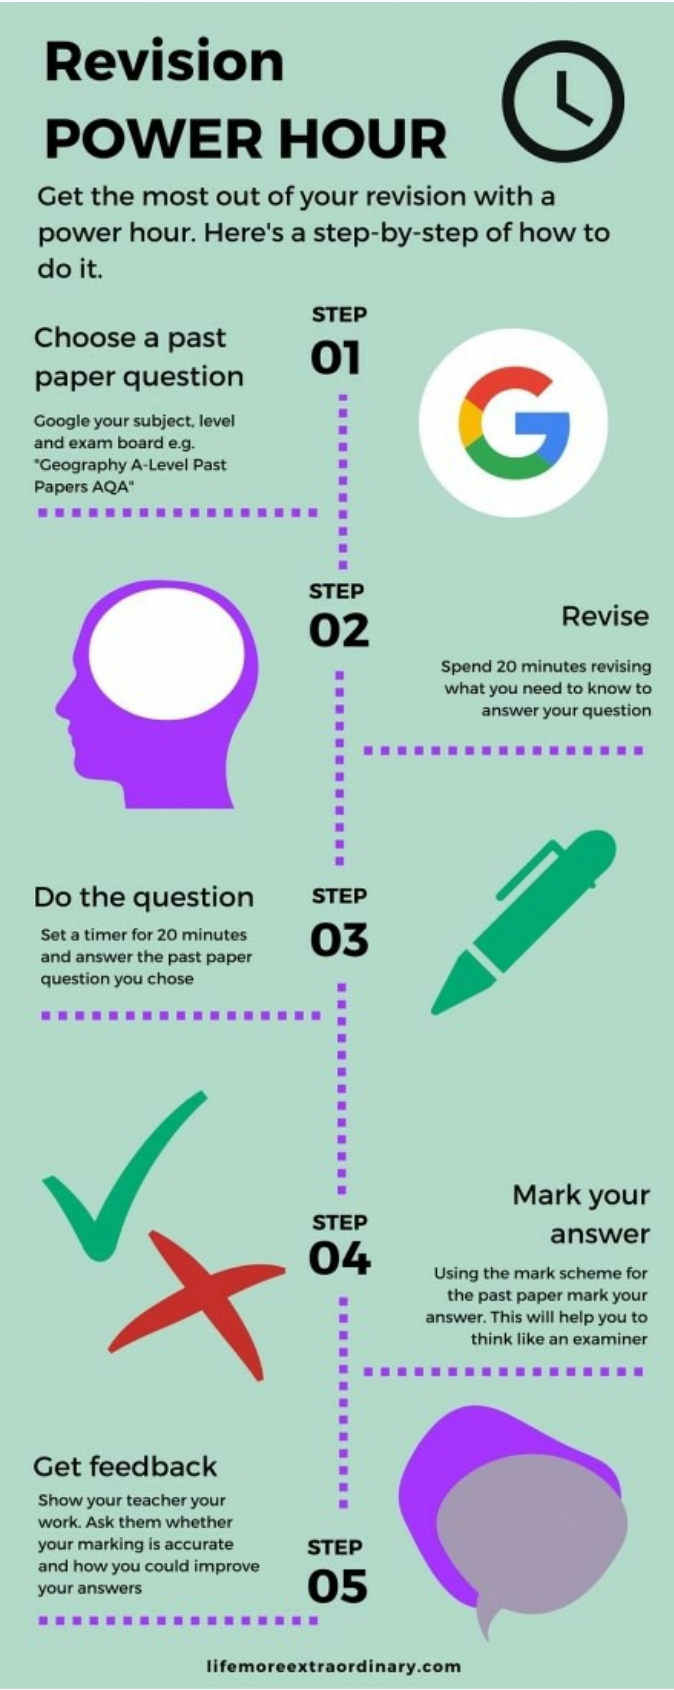 Revision
POWER HOUR
Get the most out of your revision with a
power hour. Here's a step-by-step of how to
do it.
STEP
01
Choose a past
paper question
Google your subject, level
and exam board e.g.
"Geography A-Level Past
Papers AQA"
G
STEP
02
Revise
Spend 20 minutes revising
what you need to know to
answer your question
STEP
03
Do the question
Set a timer for 20 minutes
and answer the past paper
question you chose
STEP
04
Mark your
answer
Using the mark scheme for
the past paper mark your
answer. This will help you to
think like an examiner
Get feedback
Show your teacher your
work. Ask them whether
your marking is accurate
and how you could improve
your answers
STEP
05
lifemoreextraordinary.com